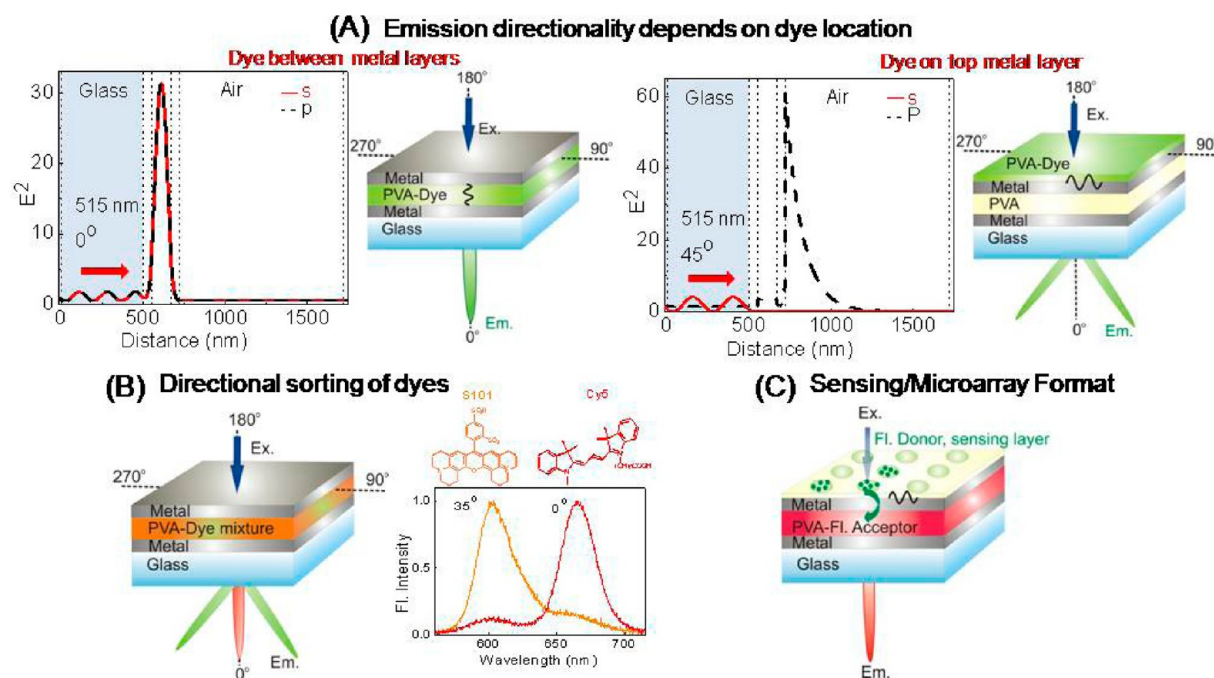 (A) Emission directionality depends on dye location
Dye between metal layers
30
20
10
0
E²
Glass
Air
s
p
515 nm
0°
0 500 1000 1500
Distance (nm)
180°
Ex.
270°
90°
Metal
PVA-Dye
Metal
Glass
Em.
0°
Dye on top metal layer
60
40
20
0
E²
Glass
Air
s
P
515 nm
45°
0 500 1000 1500
Distance (nm)
180°
Ex.
270°
90°
PVA-Dye
Metal
PVA
Metal
Glass
Em.
0°
(B) Directional sorting of dyes
180°
Ex.
270°
90°
Metal
PVA-Dye mixture
Metal
Glass
Em.
0°
S101
Cy5
1.0
0.5
0.0
Fl. Intensity
35°
0°
600 650 700
Wavelength (nm)
(C) Sensing/Microarray Format
Ex.
Fl. Donor, sensing layer
Metal
PVA-Fl. Acceptor
Metal
Glass
Em.